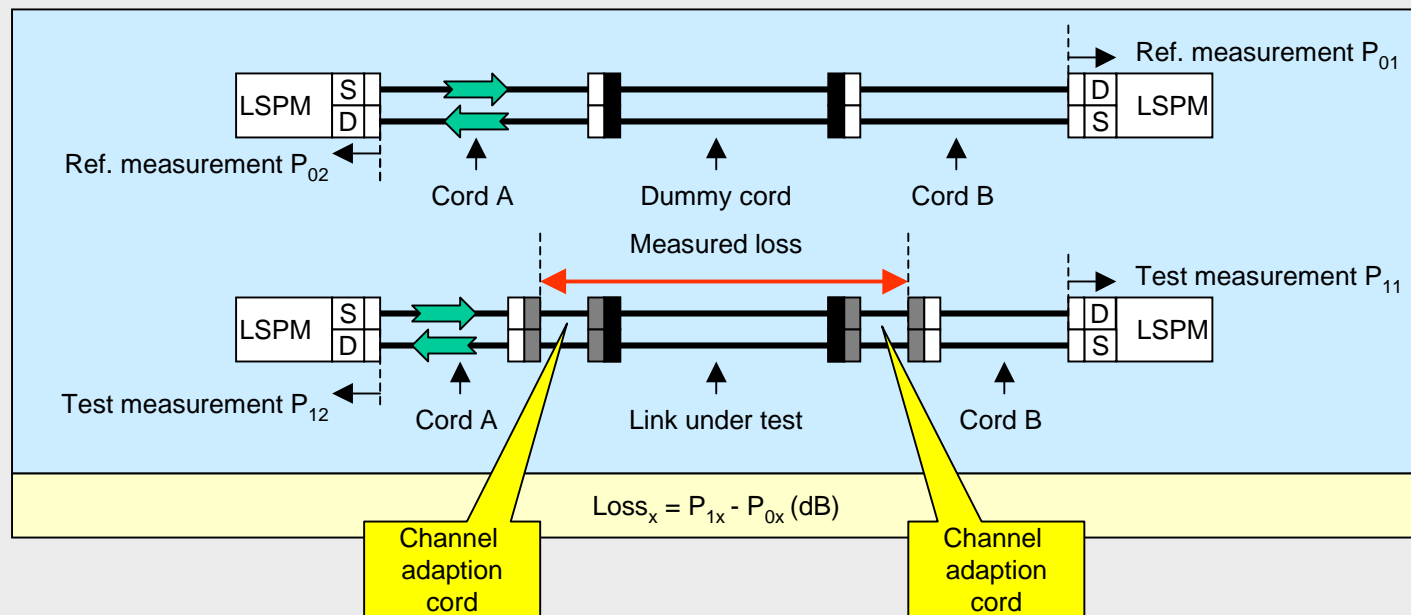 Ref. measurement P01
LSPM S D
D S LSPM
Ref. measurement P02
Cord A
Dummy cord
Cord B
Measured loss
Test measurement P11
LSPM S D
D S LSPM
Test measurement P12
Cord A
Link under test
Cord B
Lossx = P1x - P0x (dB)
Channel
adaption
cord
Channel
adaption
cord